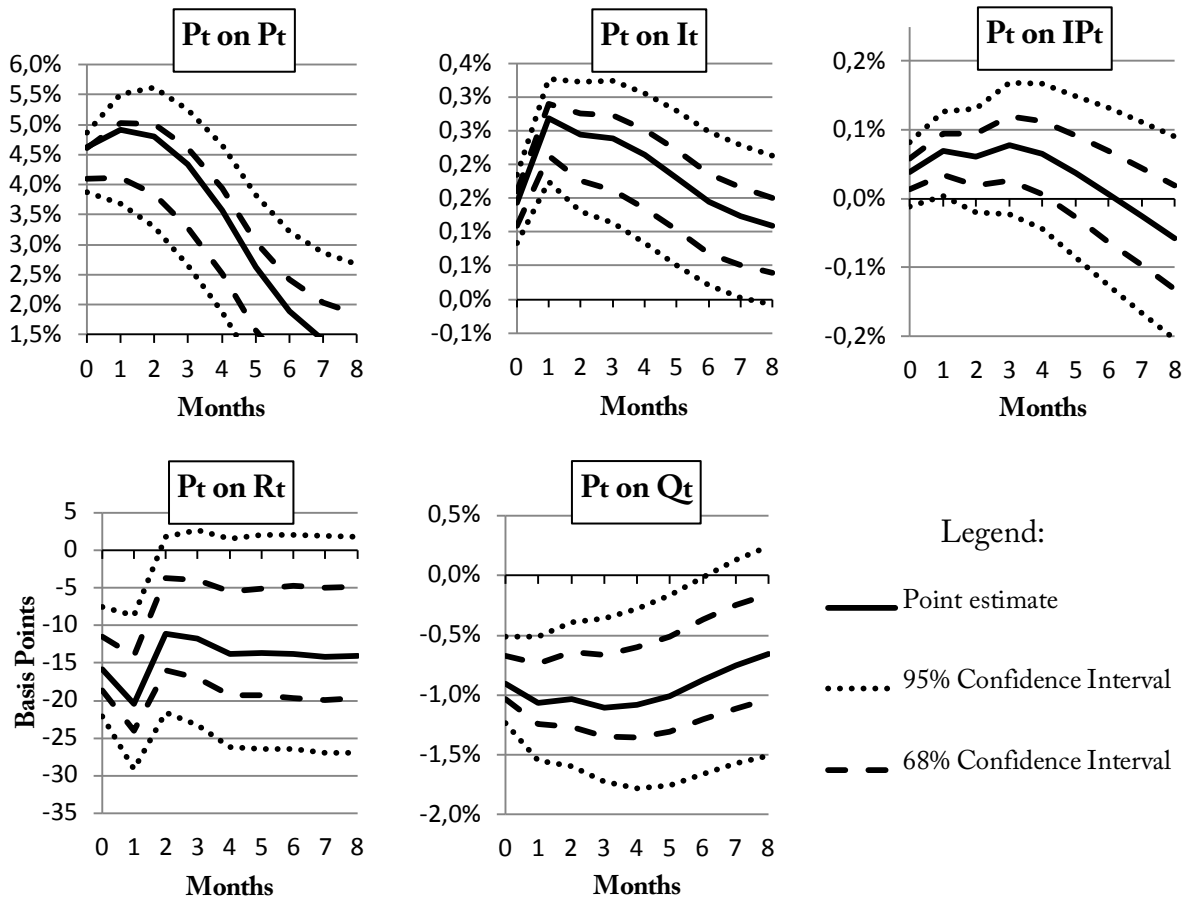 Pt on Pt
6,0%
5,5%
5,0%
4,5%
4,0%
3,5%
3,0%
2,5%
2,0%
1,5%
0 1 2 3 4 5 6 7 8
Months
Pt on It
0,4%
0,3%
0,3%
0,2%
0,2%
0,1%
0,1%
0,0%
-0,1%
0 1 2 3 4 5 6 7 8
Months
Pt on IPt
0,2%
0,1%
0,0%
-0,1%
-0,2%
0 1 2 3 4 5 6 7 8
Months
Pt on Rt
Basis Points
5
0
-5
-10
-15
-20
-25
-30
-35
0 1 2 3 4 5 6 7 8
Months
Pt on Qt
0,5%
0,0%
-0,5%
-1,0%
-1,5%
-2,0%
0 1 2 3 4 5 6 7 8
Months
Legend:
Point estimate
95% Confidence Interval
68% Confidence Interval